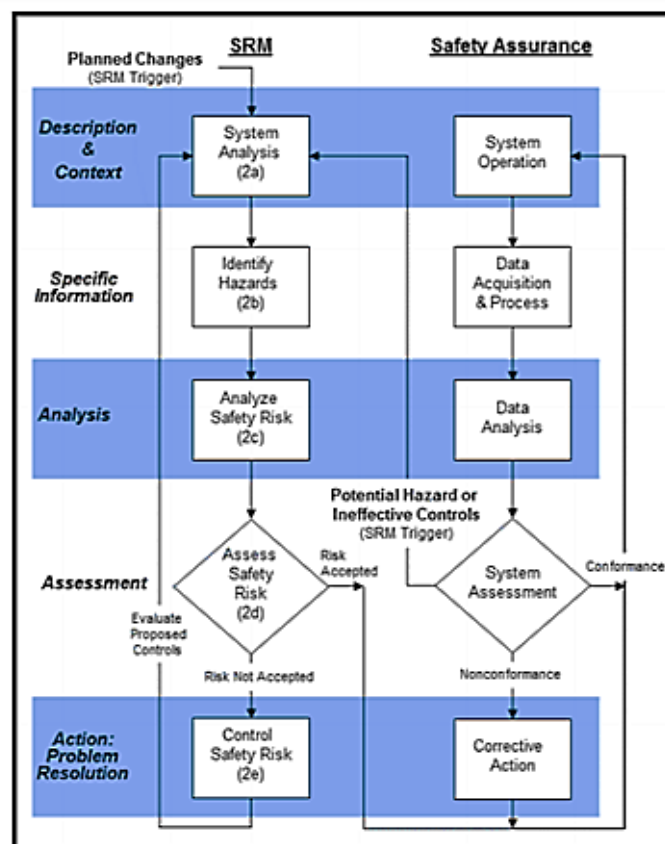 SRM
Safety Assurance
Planned Changes
(SRM Trigger)
Description
&
Context
System
Analysis
(2a)
System
Operation
Specific
Information
Identify
Hazards
(2b)
Data
Acquisition
& Process
Analysis
Analyze
Safety Risk
(2c)
Data
Analysis
Potential Hazard or
Ineffective Controls
(SRM Trigger)
Assessment
Assess
Safety
Risk
(2d)
Risk
Accepted
System
Assessment
Conformance
Evaluate
Proposed
Controls
Risk Not Accepted
Nonconformance
Action:
Problem
Resolution
Control
Safety Risk
(2e)
Corrective
Action